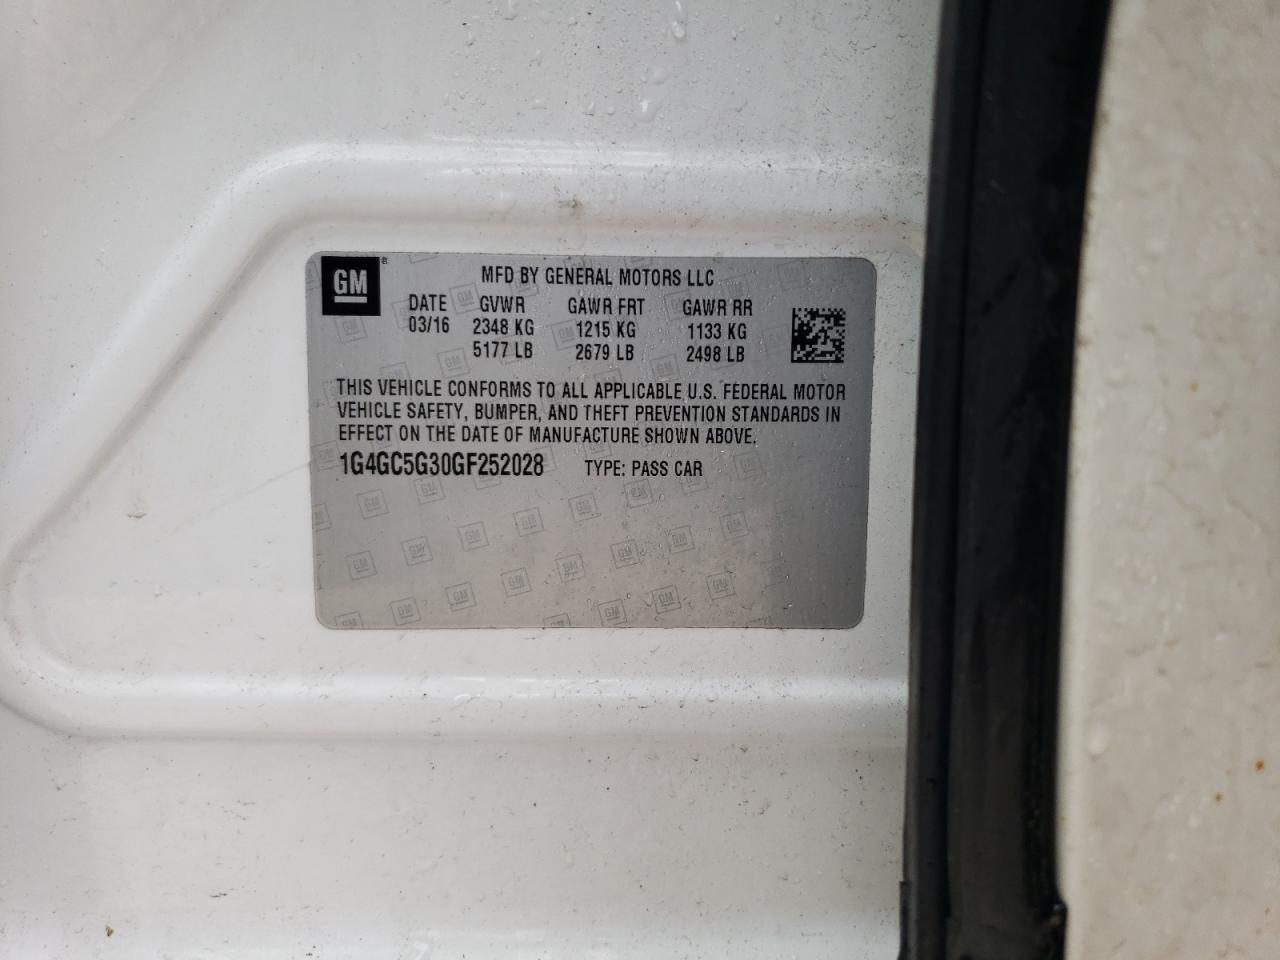 GM
MFD BY GENERAL MOTORS LLC
DATE GVWR GAWR FRT GAWR RR
03/16 2348 KG 1215 KG 1133 KG
5177 LB 2679 LB 2498 LB
THIS VEHICLE CONFORMS TO ALL APPLICABLE U.S. FEDERAL MOTOR
VEHICLE SAFETY, BUMPER, AND THEFT PREVENTION STANDARDS IN
EFFECT ON THE DATE OF MANUFACTURE SHOWN ABOVE.
1G4GC5G30GF252028 TYPE: PASS CAR